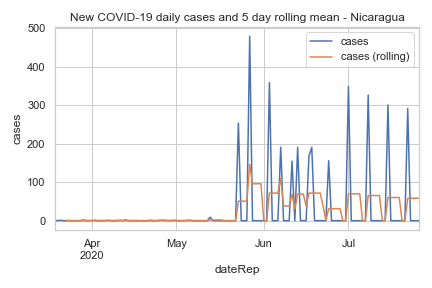 New COVID-19 daily cases and 5 day rolling mean - Nicaragua
cases
cases (rolling)
500
400
300
200
100
0
cases
Apr
2020
May
Jun
Jul
dateRep